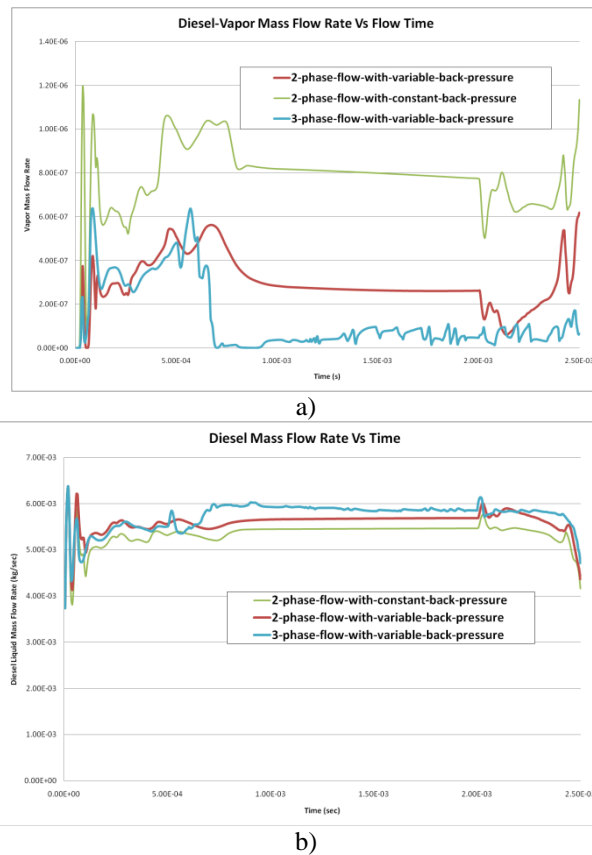 Diesel-Vapor Mass Flow Rate Vs Flow Time
1.40E-06
1.20E-06
1.00E-06
8.00E-07
6.00E-07
4.00E-07
2.00E-07
0.00E+00
Vapor Mass Flow Rate
2-phase-flow-with-variable-back-pressure
2-phase-flow-with-constant-back-pressure
3-phase-flow-with-variable-back-pressure
0.00E+00 5.00E-04 1.00E-03 1.50E-03 2.00E-03 2.50E-03
Time (s)
a)
Diesel Mass Flow Rate Vs Time
7.00E-03
6.00E-03
5.00E-03
4.00E-03
3.00E-03
2.00E-03
1.00E-03
0.00E+00
Diesel Liquid Mass Flow Rate (kg/sec)
2-phase-flow-with-constant-back-pressure
2-phase-flow-with-variable-back-pressure
3-phase-flow-with-variable-back-pressure
0.00E+00 5.00E-04 1.00E-03 1.50E-03 2.00E-03 2.50E-03
Time (sec)
b)